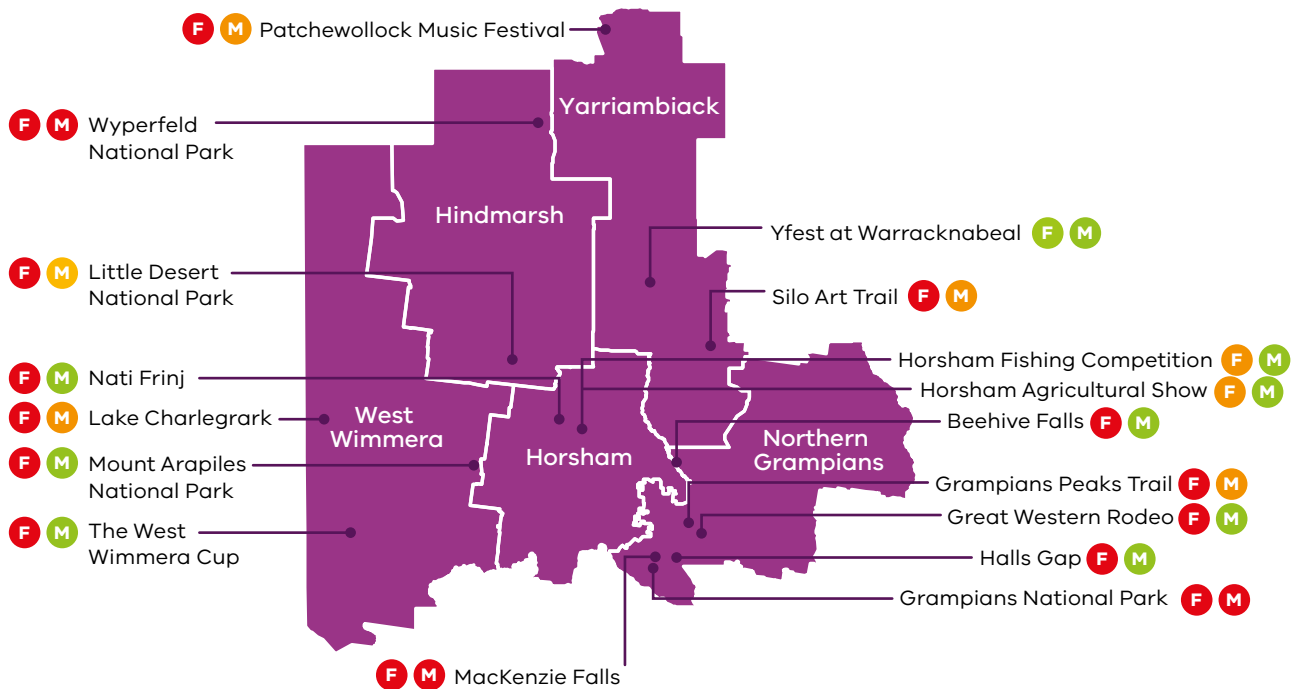 F M Patchewollock Music Festival
Yarriambiack
F M Wyperfeld
National Park
Hindmarsh
Yfest at Warracknabeal F M
F M Little Desert
National Park
Silo Art Trail F M
Horsham Fishing Competition F M
F M Nati Frinj
Horsham Agricultural Show F M
F M Lake Charlegrark
West
Wimmera
Beehive Falls F M
Northern
Grampians
Horsham
F M Mount Arapiles
National Park
Grampians Peaks Trail F M
Great Western Rodeo F M
F M The West
Wimmera Cup
Halls Gap F M
Grampians National Park F M
F M MacKenzie Falls